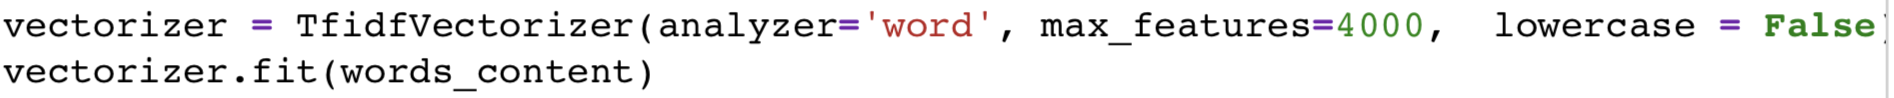 vectorizer = TfidfVectorizer(analyzer='word', max_features=4000,  lowercase = False)
vectorizer.fit(words_content)